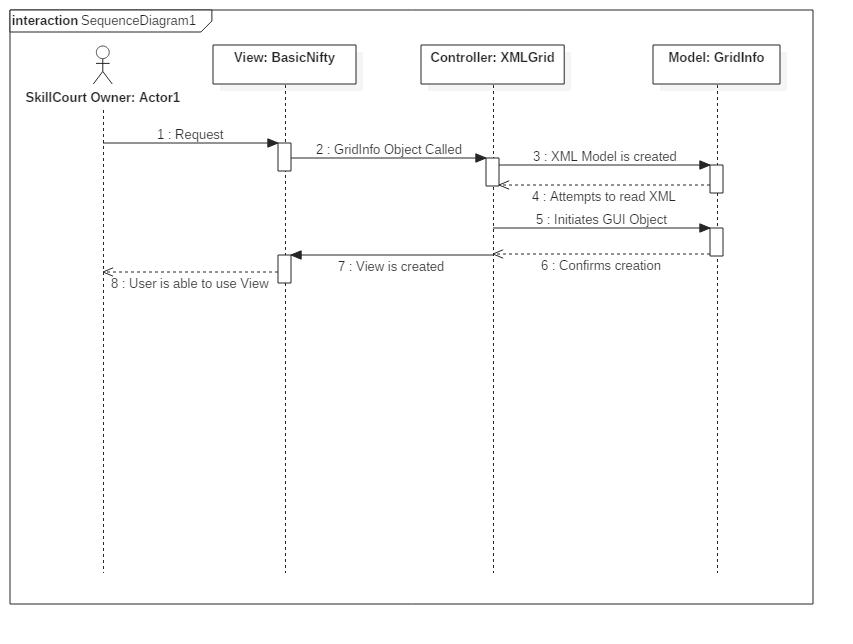 interaction SequenceDiagram1
View: BasicNifty
Controller: XMLGrid
Model: GridInfo
SkillCourt Owner: Actor1
1 : Request
2 : GridInfo Object Called
3 : XML Model is created
4 : Attempts to read XML
5 : Initiates GUI Object
6 : Confirms creation
7 : View is created
8 : User is able to use View